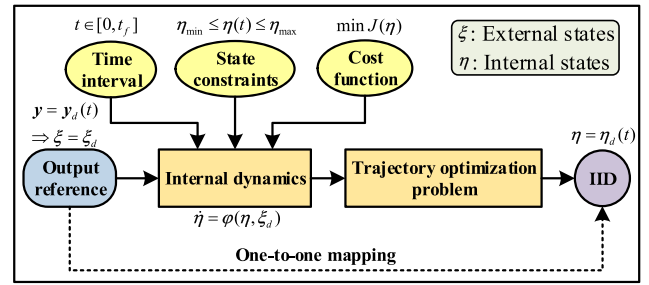 t ∈ [0, t_f]
η_min ≤ η(t) ≤ η_max
min J(η)
ξ : External states
η : Internal states
Time
interval
State
constraints
Cost
function
y = y_d(t)
⇒ ξ = ξ_d
η = η_d(t)
Output
reference
Internal dynamics
Trajectory optimization
problem
IID
η̇ = φ(η, ξ_d)
One-to-one mapping